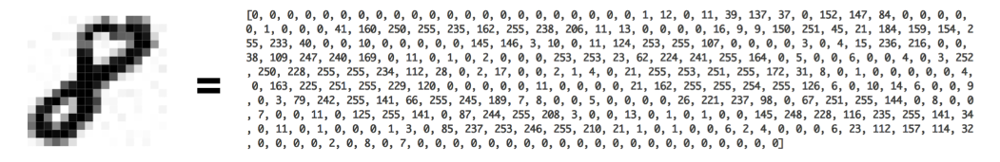 8 = [0, 0, 0, 0, 0, 0, 0, 0, 0, 0, 0, 0, 0, 0, 0, 0, 0, 0, 0, 0, 0, 0, 1, 12, 0, 11, 39, 137, 37, 0, 152, 147, 84, 0, 0, 0, 0,
0, 1, 0, 0, 0, 41, 160, 250, 255, 235, 162, 255, 238, 206, 11, 13, 0, 0, 0, 0, 16, 9, 9, 150, 251, 45, 21, 184, 159, 154, 2
55, 233, 40, 0, 0, 10, 0, 0, 0, 0, 0, 145, 146, 3, 10, 0, 11, 124, 253, 255, 107, 0, 0, 0, 0, 3, 0, 4, 15, 236, 216, 0, 0,
38, 109, 247, 240, 169, 0, 11, 0, 1, 0, 2, 0, 0, 0, 253, 253, 23, 62, 224, 241, 255, 164, 0, 5, 0, 0, 6, 0, 0, 4, 0, 3, 252
, 250, 228, 255, 255, 234, 112, 28, 0, 2, 17, 0, 0, 2, 1, 4, 0, 21, 255, 253, 251, 255, 172, 31, 8, 0, 1, 0, 0, 0, 0, 0, 4,
0, 163, 225, 251, 255, 229, 120, 0, 0, 0, 0, 0, 11, 0, 0, 0, 0, 21, 162, 255, 255, 254, 255, 126, 6, 0, 10, 14, 6, 0, 0, 9
, 0, 3, 79, 242, 255, 141, 66, 255, 245, 189, 7, 8, 0, 0, 5, 0, 0, 0, 0, 26, 221, 237, 98, 0, 67, 251, 255, 144, 0, 8, 0, 0
, 7, 0, 0, 11, 0, 125, 255, 141, 0, 87, 244, 255, 208, 3, 0, 0, 13, 0, 1, 0, 1, 0, 0, 145, 248, 228, 116, 235, 255, 141, 34
, 0, 11, 0, 1, 0, 0, 0, 1, 3, 0, 85, 237, 253, 246, 255, 210, 21, 1, 0, 1, 0, 0, 6, 2, 4, 0, 0, 0, 6, 23, 112, 157, 114, 32
, 0, 0, 0, 0, 2, 0, 8, 0, 7, 0, 0, 0, 0, 0, 0, 0, 0, 0, 0, 0, 0, 0, 0, 0, 0, 0, 0, 0, 0, 0]